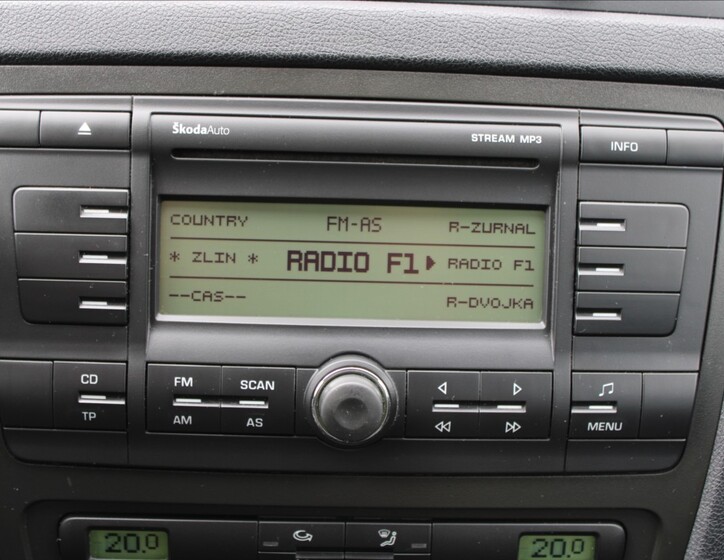 ŠkodaAuto
STREAM MP3
INFO
COUNTRY FM-AS R-ZURNAL
* ZLIN * RADIO F1 RADIO F1
--CAS-- R-DVOJKA
CD
TP
FM SCAN
AM AS
MENU
20.0 20.0